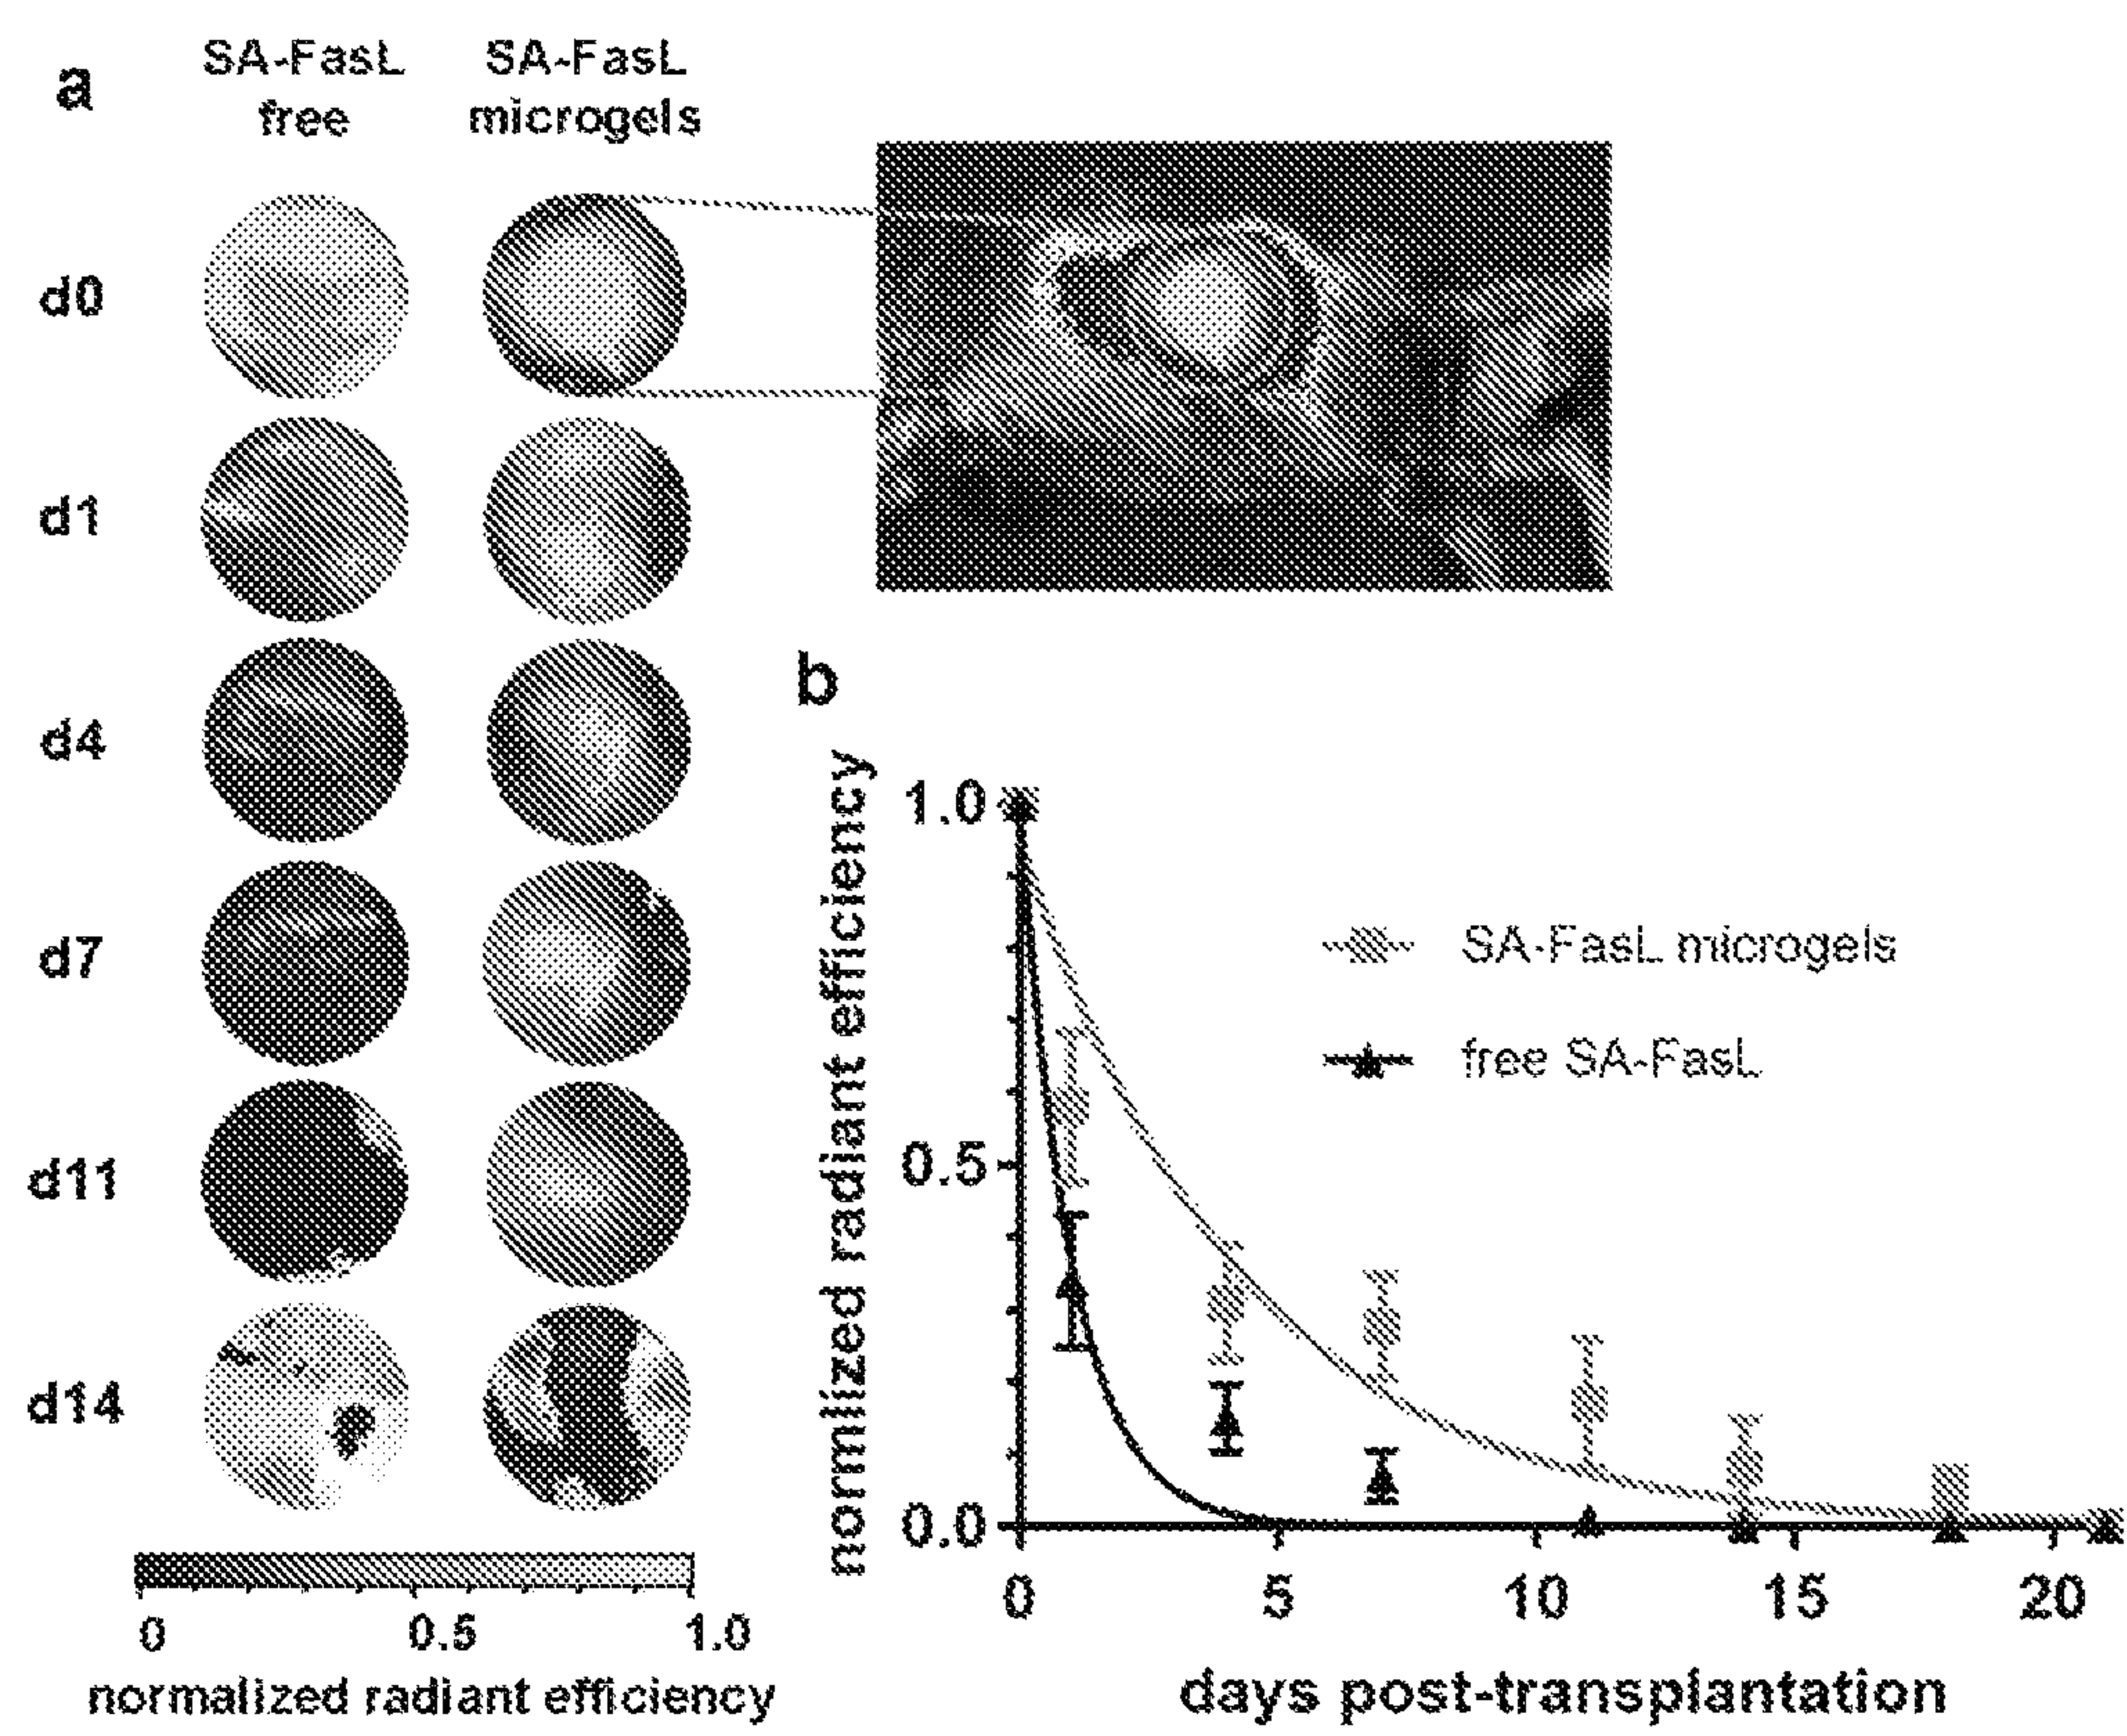 a
SA-FasL free
SA-FasL microgels
d0
d1
d4
d7
d11
d14
0 0.5 1.0
normalized radiant efficiency
b
normlized radiant efficiency
1.0
0.5
0.0
SA-FasL microgels
free SA-FasL
0 5 10 15 20
days post-transplantation